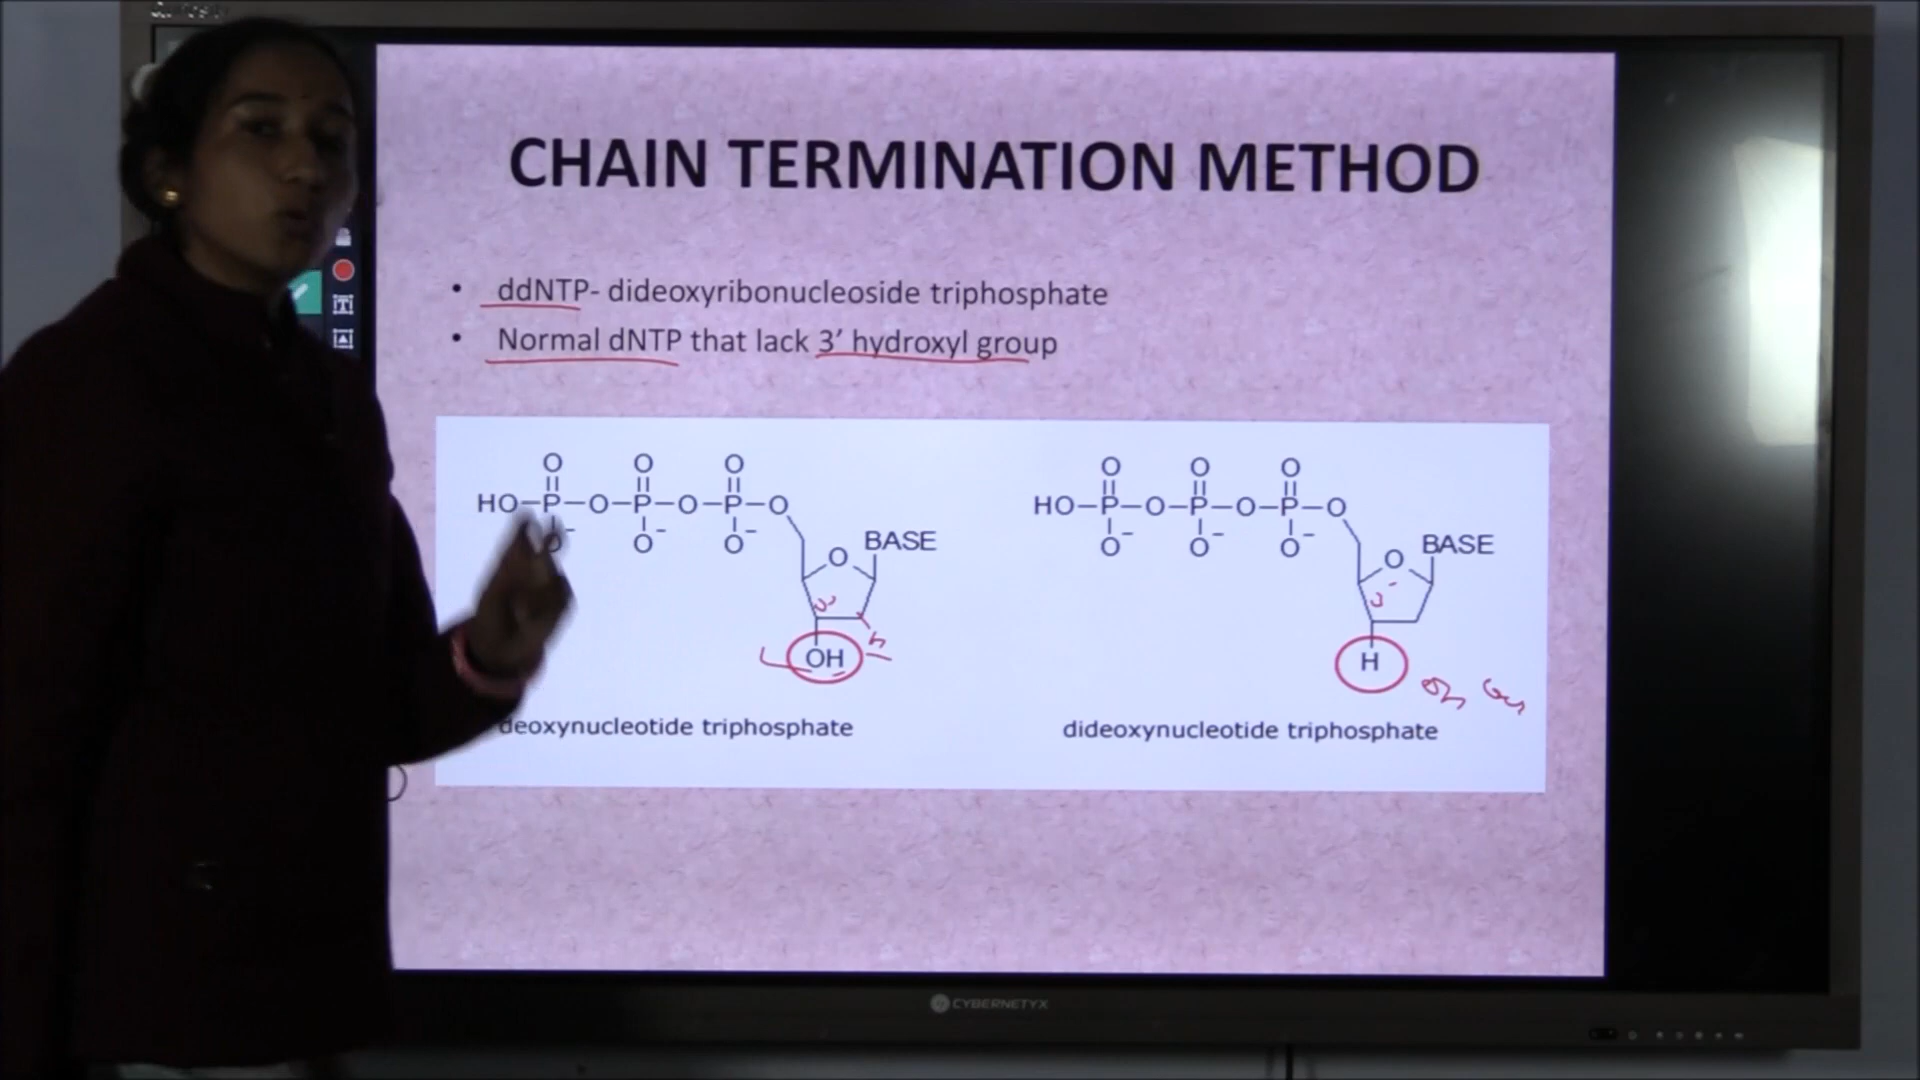 CHAIN TERMINATION METHOD
• ddNTP- dideoxyribonucleoside triphosphate
• Normal dNTP that lack 3’ hydroxyl group
O O O O O O
HO–P–O–P–O–P–O HO–P–O–P–O–P–O
O⁻ O⁻ O⁻ O⁻ O⁻ O⁻
O BASE O BASE
OH H
deoxynucleotide triphosphate dideoxynucleotide triphosphate
CYBERNETYX